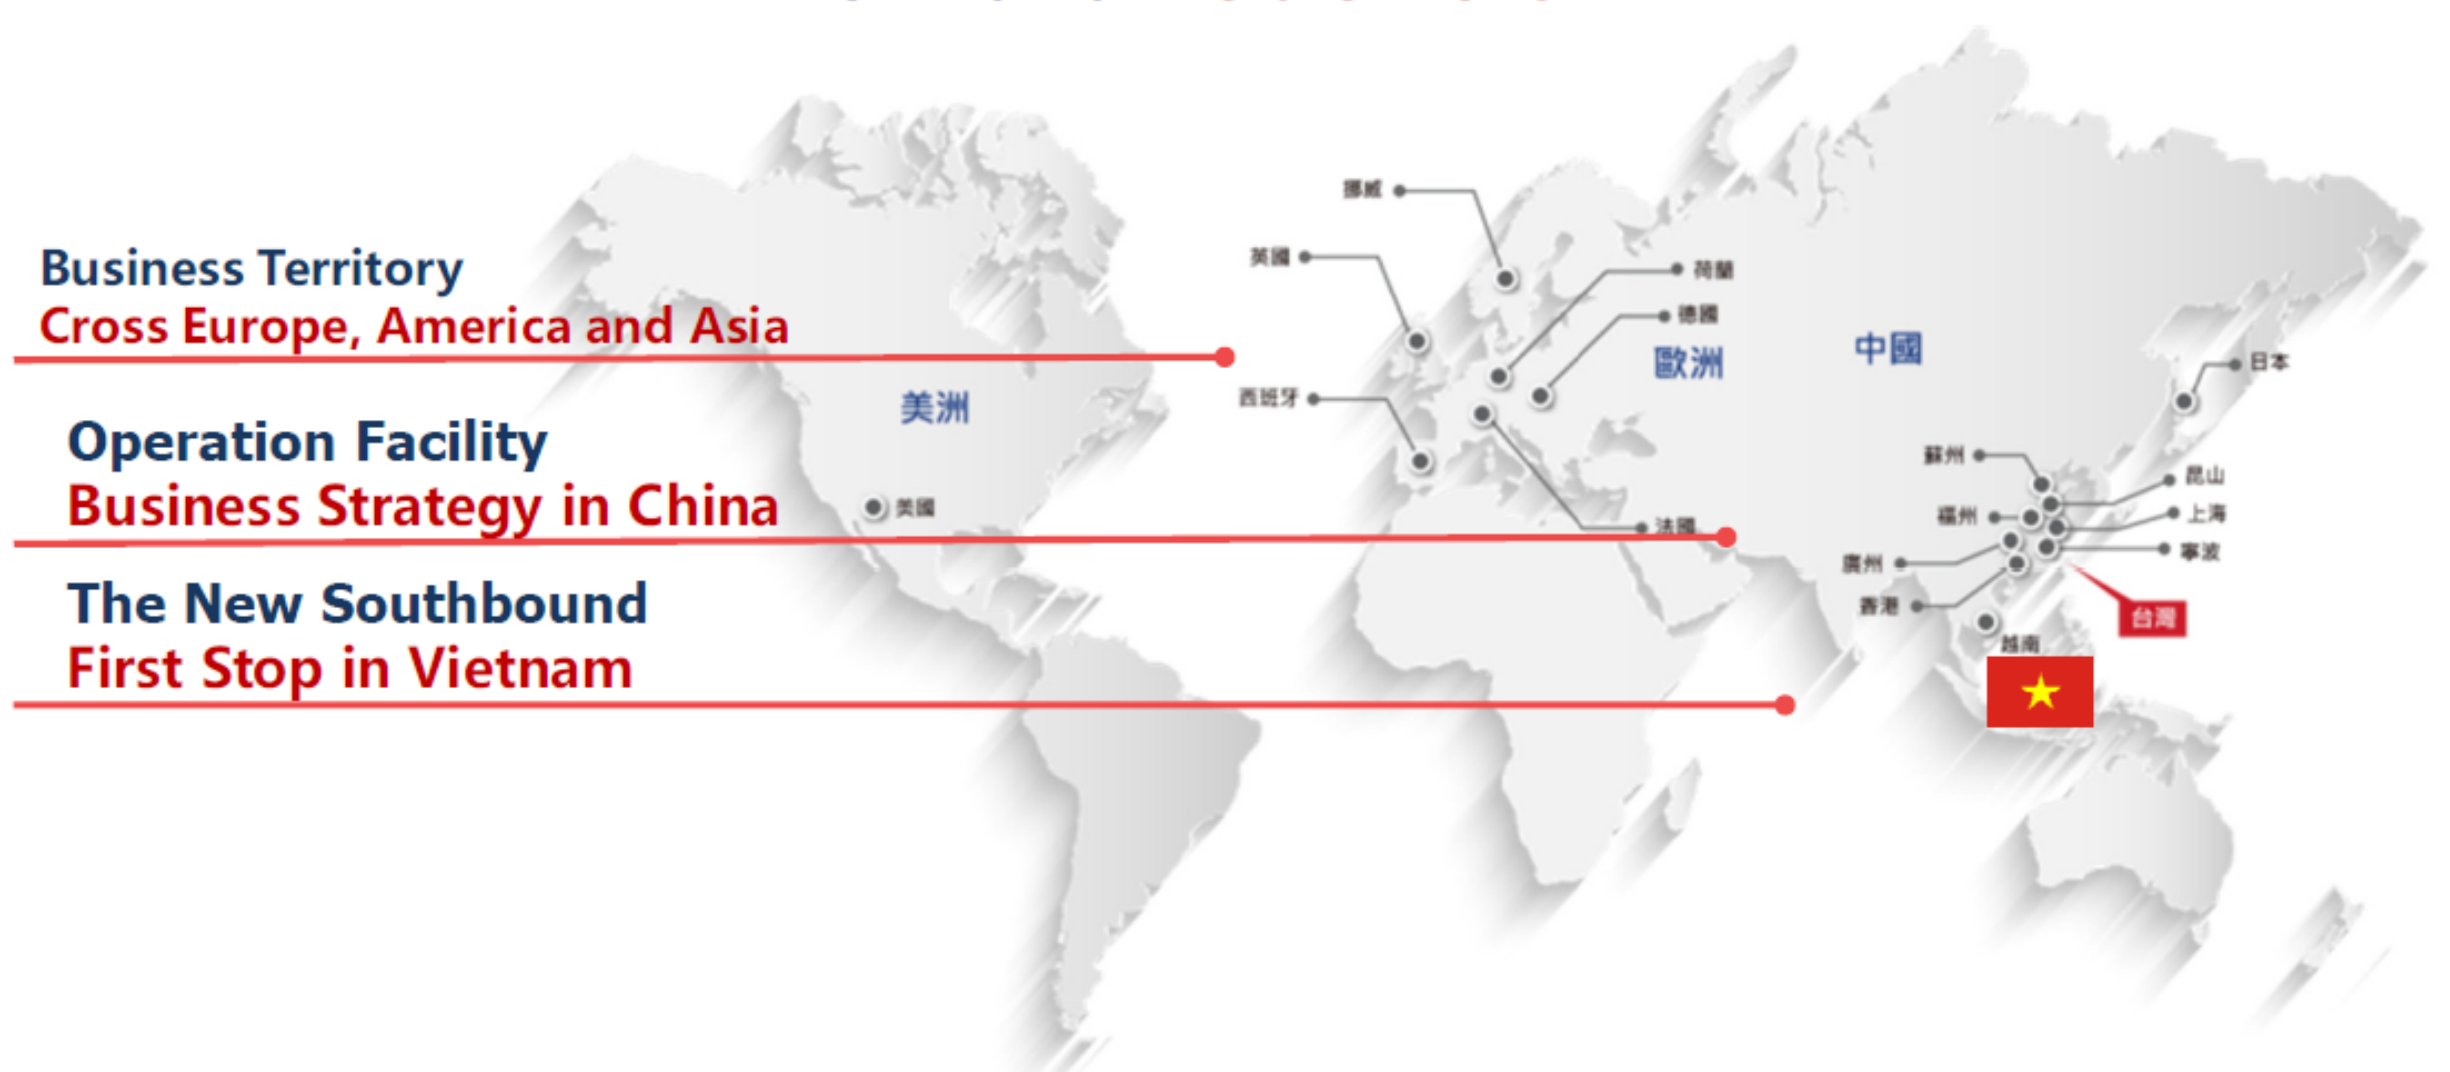 Business Territory
Cross Europe, America and Asia
Operation Facility
Business Strategy in China
The New Southbound
First Stop in Vietnam
美洲
美國
挪威
英國
荷蘭
德國
西班牙
法國
歐洲
中國
日本
蘇州
昆山
福州
上海
廣州
寧波
香港
台灣
越南